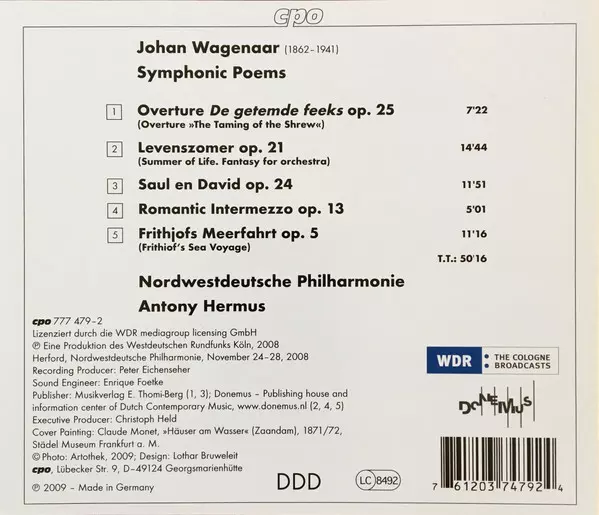 cpo
Johan Wagenaar (1862–1941)
Symphonic Poems
1 Overture De getemde feeks op. 25 7'22
(Overture »The Taming of the Shrew«)
2 Levenszomer op. 21 14'44
(Summer of Life. Fantasy for orchestra)
3 Saul en David op. 24 11'51
4 Romantic Intermezzo op. 13 5'01
5 Frithjofs Meerfahrt op. 5 11'16
(Frithiof's Sea Voyage)
T.T.: 50'16
Nordwestdeutsche Philharmonie
Antony Hermus
cpo 777 479–2
Lizenziert durch die WDR mediagroup licensing GmbH
℗ Eine Produktion des Westdeutschen Rundfunks Köln, 2008
Herford, Nordwestdeutsche Philharmonie, November 24–28, 2008
Recording Producer: Peter Eichenseher
Sound Engineer: Enrique Foetke
Publisher: Musikverlag E. Thomi-Berg (1, 3); Donemus – Publishing house and
information center of Dutch Contemporary Music, www.donemus.nl (2, 4, 5)
Executive Producer: Christoph Held
Cover Painting: Claude Monet, »Häuser am Wasser« (Zaandam), 1871/72,
Städel Museum Frankfurt a. M.
© Photo: Artothek, 2009; Design: Lothar Bruweleit
cpo, Lübecker Str. 9, D–49124 Georgsmarienhütte
℗ 2009 – Made in Germany
WDR THE COLOGNE
BROADCASTS
DONEMUS
DDD
LC 8492
7 61203 74792 4